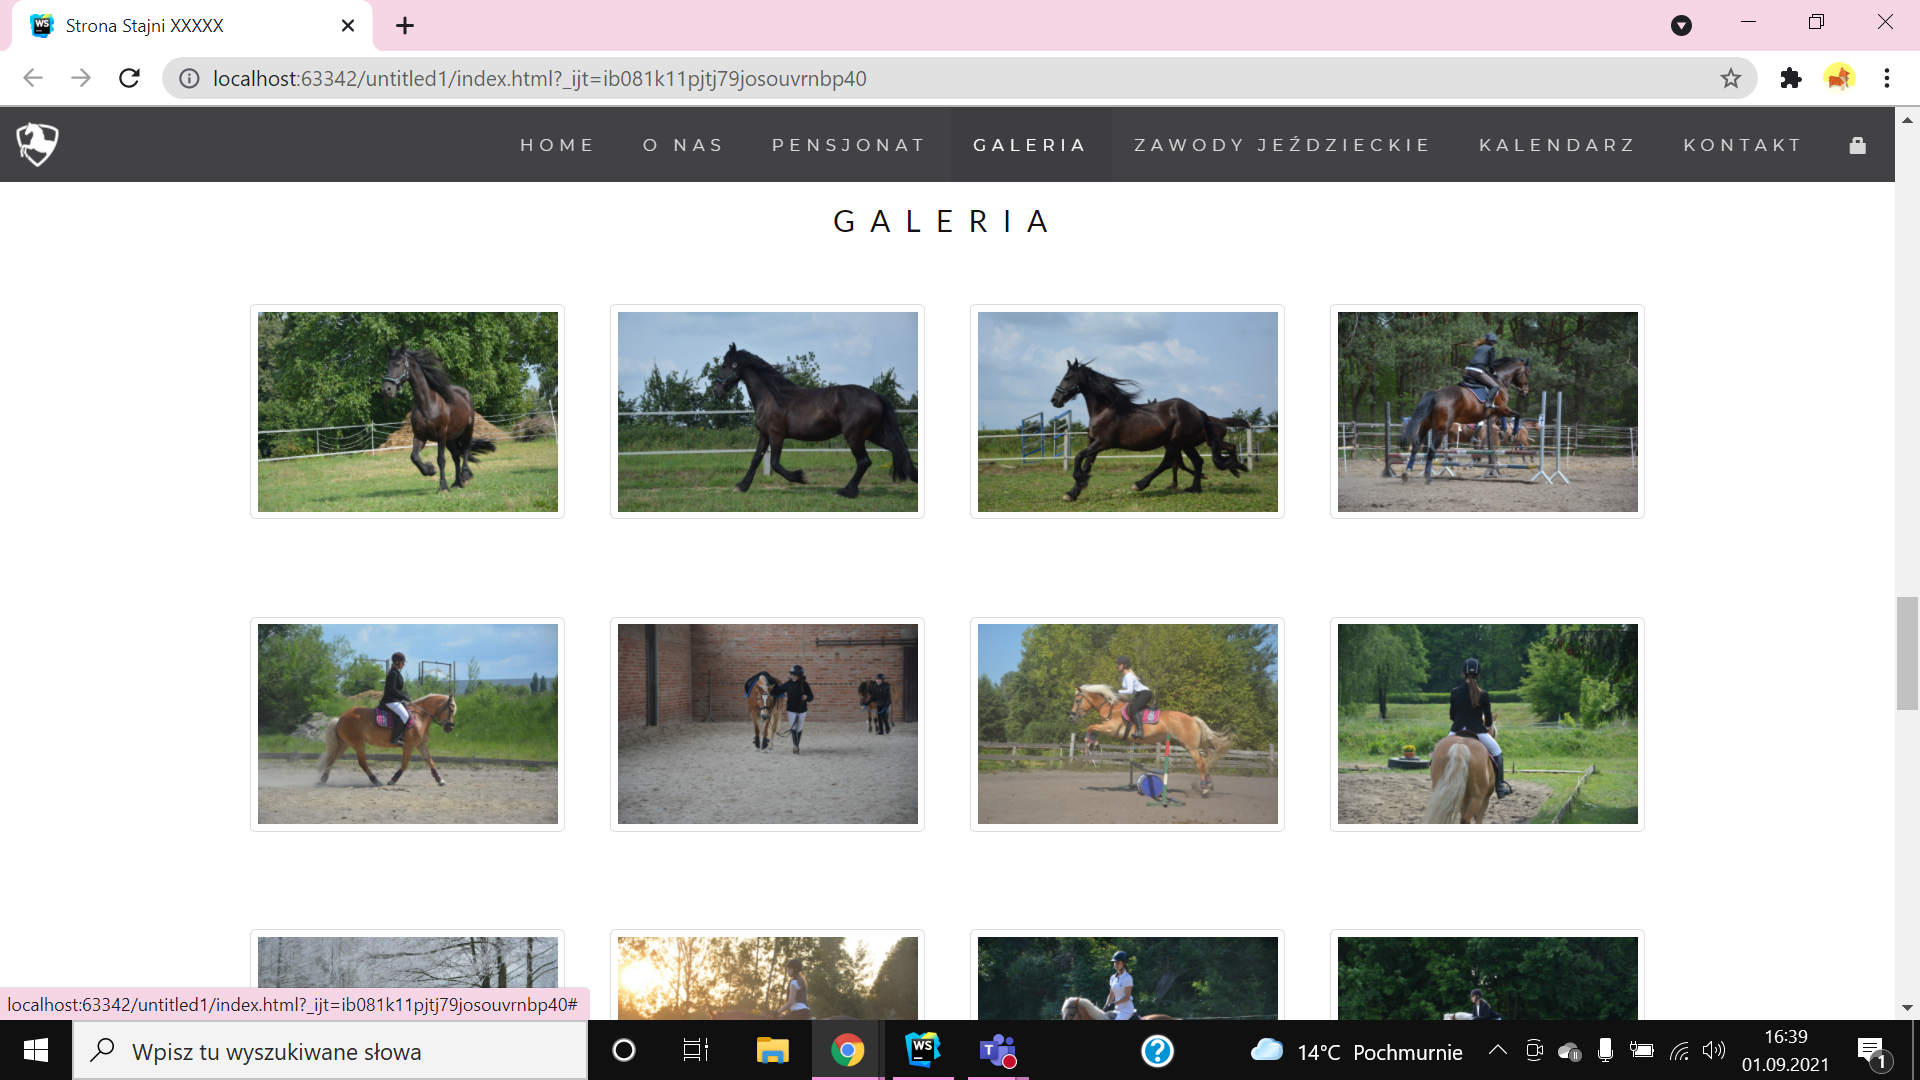 WS
Strona Stajni XXXXX
localhost:63342/untitled1/index.html?_ijt=ib081k11pjtj79josouvrnbp40
HOME O NAS PENSJONAT GALERIA ZAWODY JEŹDZIECKIE KALENDARZ KONTAKT
GALERIA
localhost:63342/untitled1/index.html?_ijt=ib081k11pjtj79josouvrnbp40#
Wpisz tu wyszukiwane słowa
WS
T
?
14°C Pochmurnie
16:39
01.09.2021
1